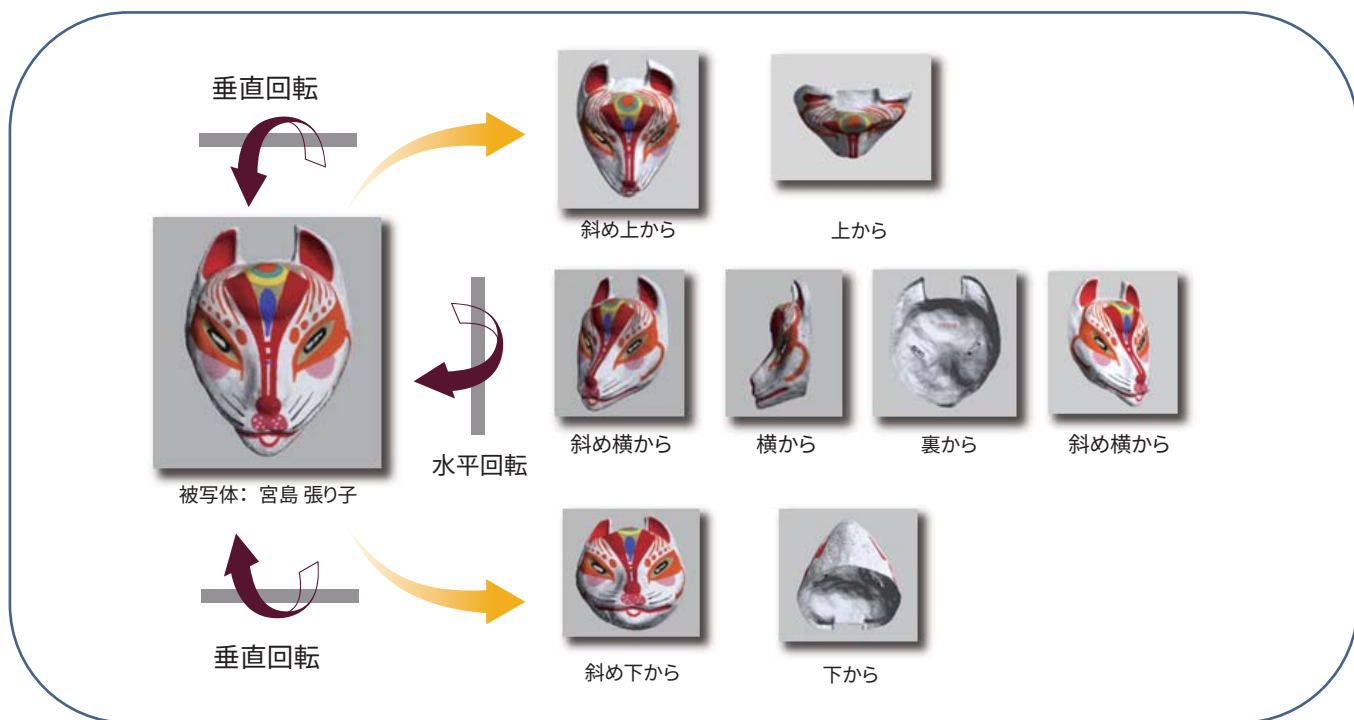 垂直回転
斜め上から
上から
被写体： 宮島 張り子
水平回転
斜め横から
横から
裏から
斜め横から
垂直回転
斜め下から
下から